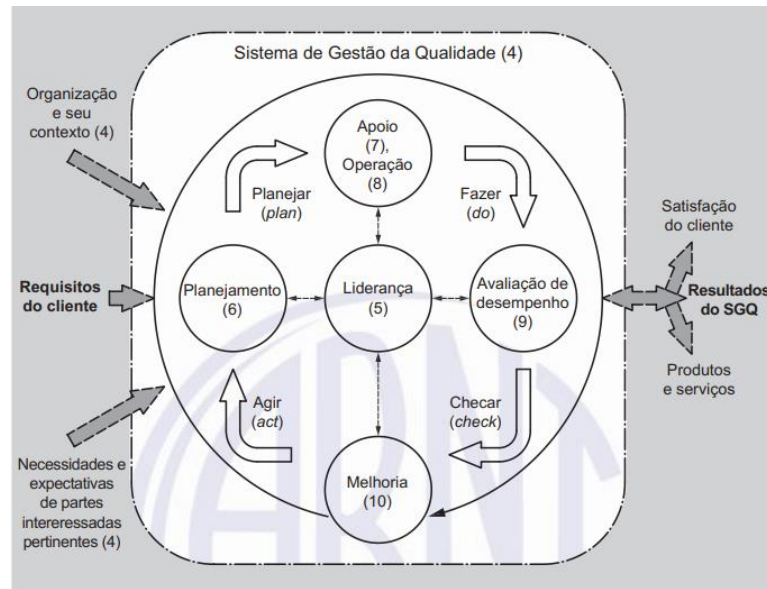 Sistema de Gestão da Qualidade (4)
Organização
e seu
contexto (4)
Apoio
(7),
Operação
(8)
Planejar
(plan)
Fazer
(do)
Satisfação
do cliente
Requisitos
do cliente
Planejamento
(6)
Liderança
(5)
Avaliação de
desempenho
(9)
Resultados
do SGQ
Produtos
e serviços
Agir
(act)
Checar
(check)
Necessidades e
expectativas
de partes
intereressadas
pertinentes (4)
Melhoria
(10)
ABNT